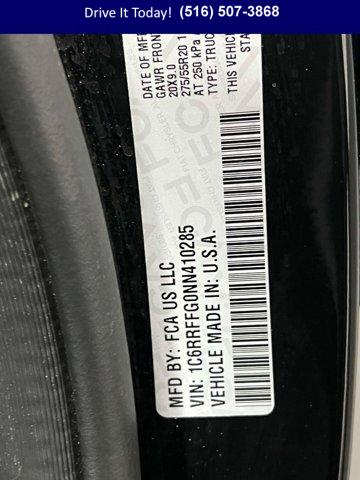 Drive It Today! (516) 507-3868
MFD BY: FCA US LLC
VIN: 1C6RRFFG0NN410285
VEHICLE MADE IN: U.S.A.
DATE OF MF
GAWR FRON
20X9.0
275/55R20 1
AT 250 kPa
TYPE: TRUC
THIS VEHIC
STA